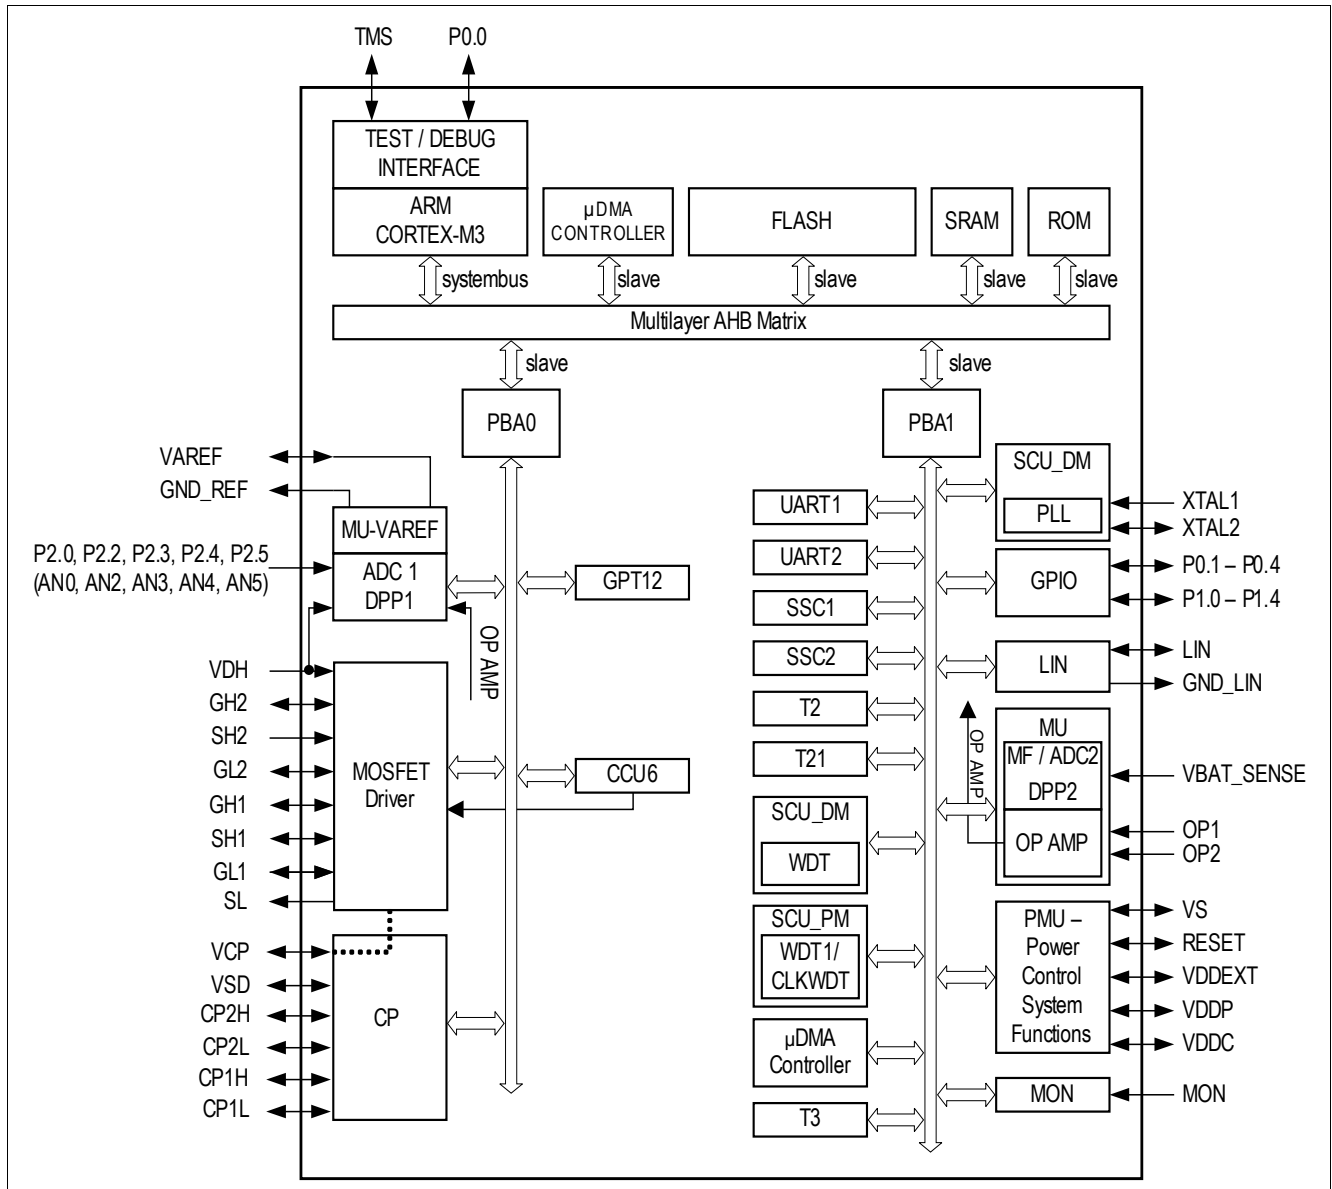 TMS P0.0
TEST / DEBUG
INTERFACE
ARM
CORTEX-M3
µDMA
CONTROLLER
FLASH
SRAM
ROM
systembus
slave
slave
slave
slave
Multilayer AHB Matrix
slave
slave
PBA0
PBA1
VAREF
GND_REF
MU-VAREF
P2.0, P2.2, P2.3, P2.4, P2.5
(AN0, AN2, AN3, AN4, AN5)
ADC 1
DPP1
GPT12
OP AMP
VDH
GH2
SH2
GL2
GH1
SH1
GL1
SL
MOSFET
Driver
CCU6
VCP
VSD
CP2H
CP2L
CP1H
CP1L
CP
UART1
UART2
SSC1
SSC2
T2
T21
SCU_DM
WDT
SCU_PM
WDT1/
CLKWDT
µDMA
Controller
T3
SCU_DM
PLL
XTAL1
XTAL2
GPIO
P0.1 – P0.4
P1.0 – P1.4
LIN
LIN
GND_LIN
OP AMP
MU
MF / ADC2
DPP2
OP AMP
VBAT_SENSE
OP1
OP2
PMU –
Power
Control
System
Functions
VS
RESET
VDDEXT
VDDP
VDDC
MON
MON